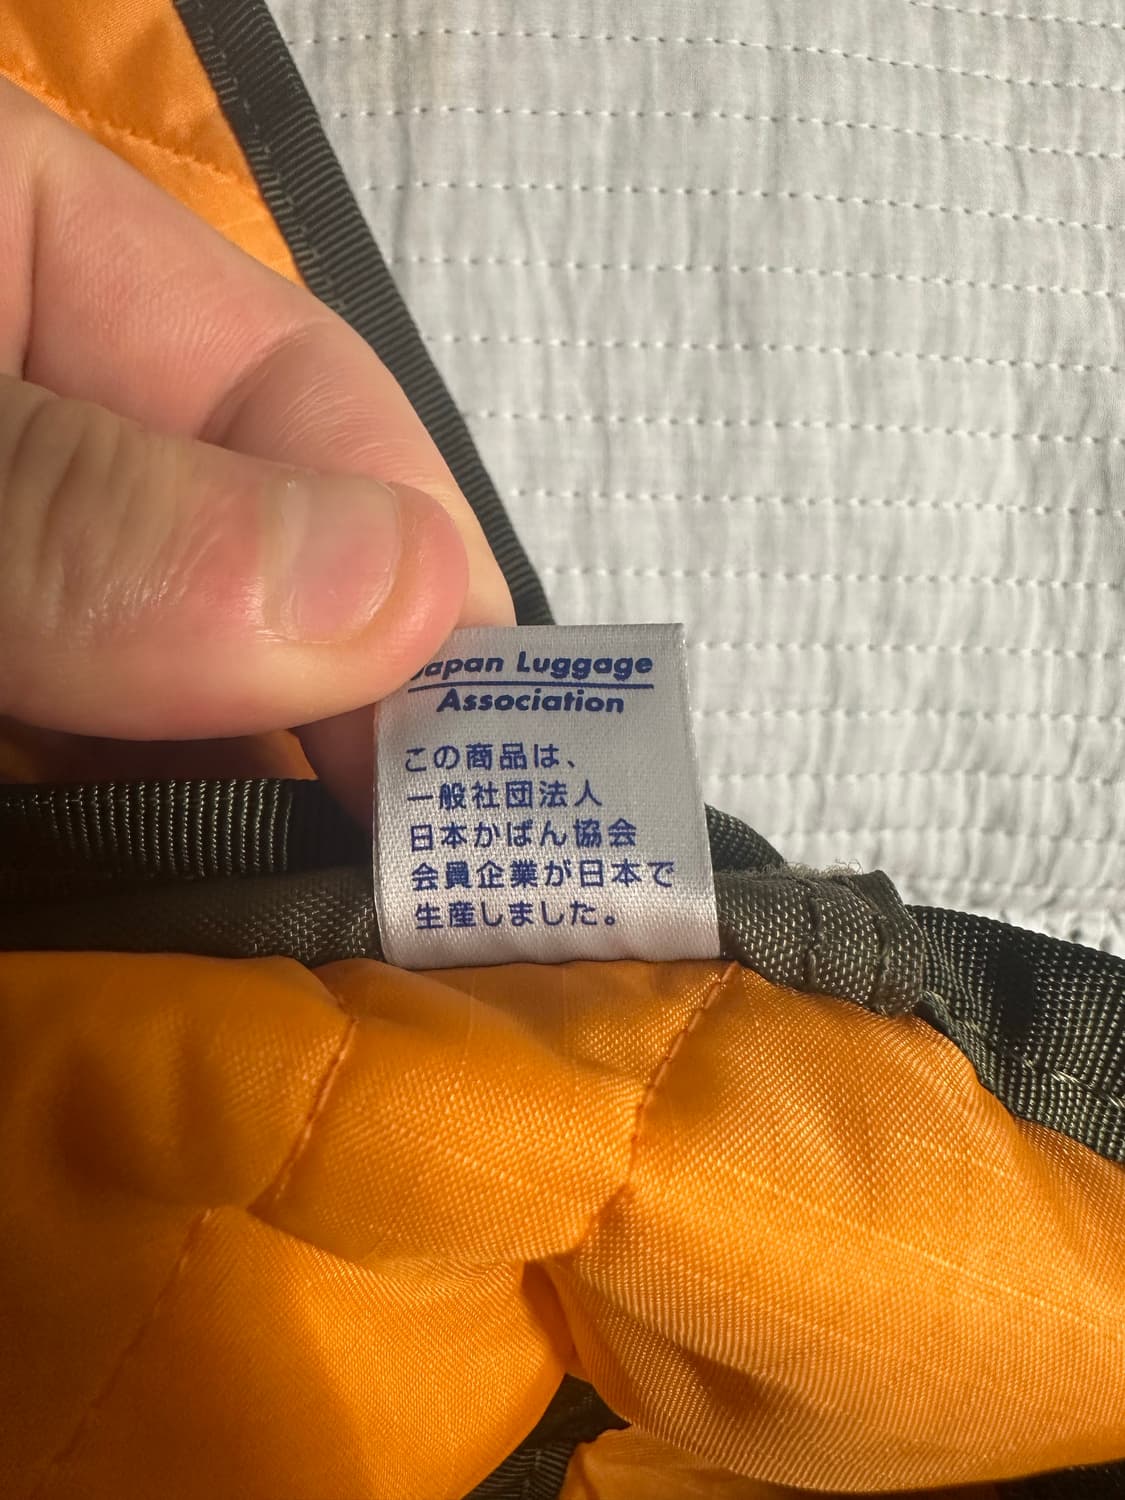 Japan Luggage
Association
この商品は、
一般社団法人
日本かばん協会
会員企業が日本で
生産しました。